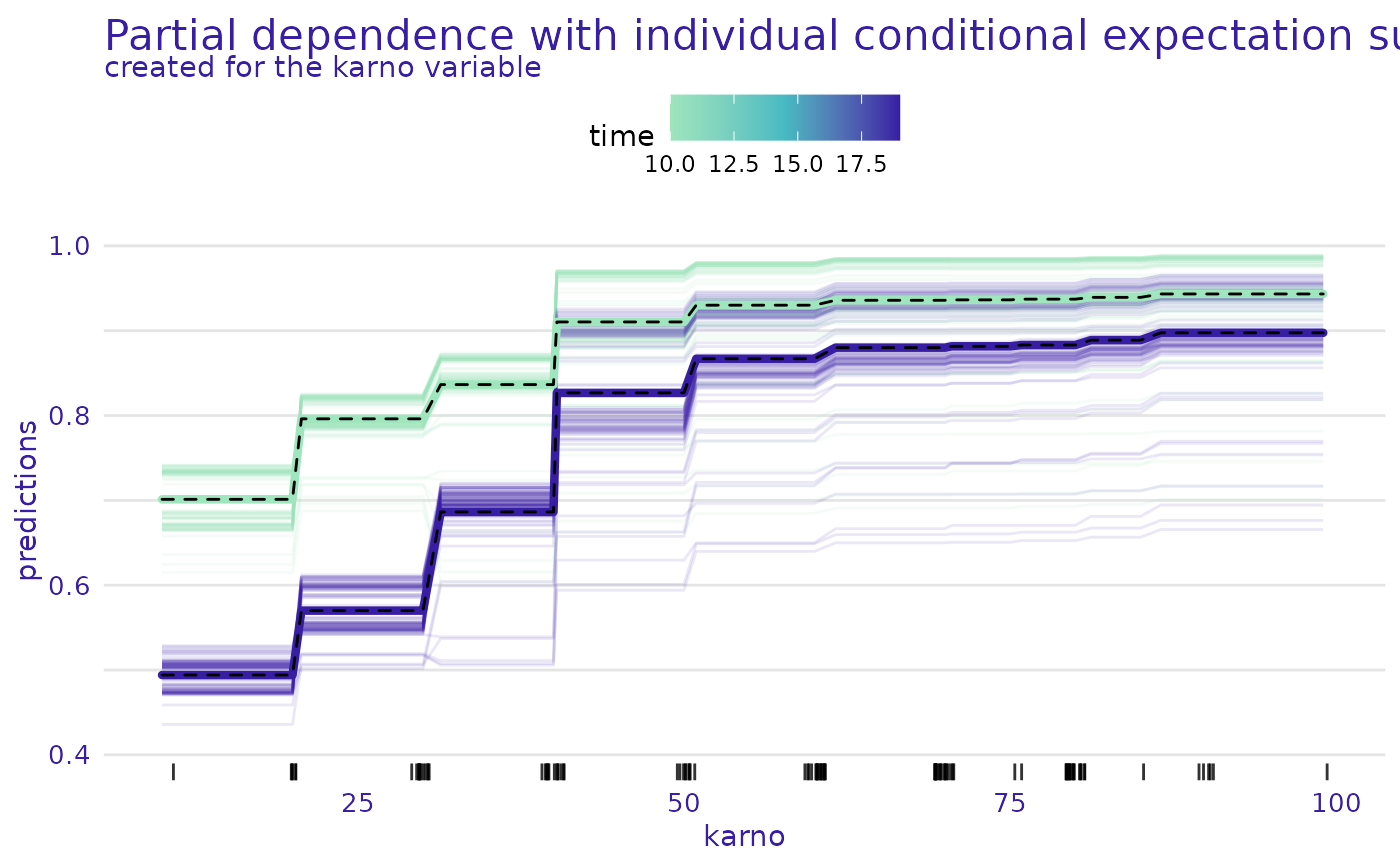 Partial dependence with individual conditional expectation su
created for the karno variable
time
10.0 12.5 15.0 17.5
1.0
0.8
0.6
0.4
predictions
25 50 75 100
karno